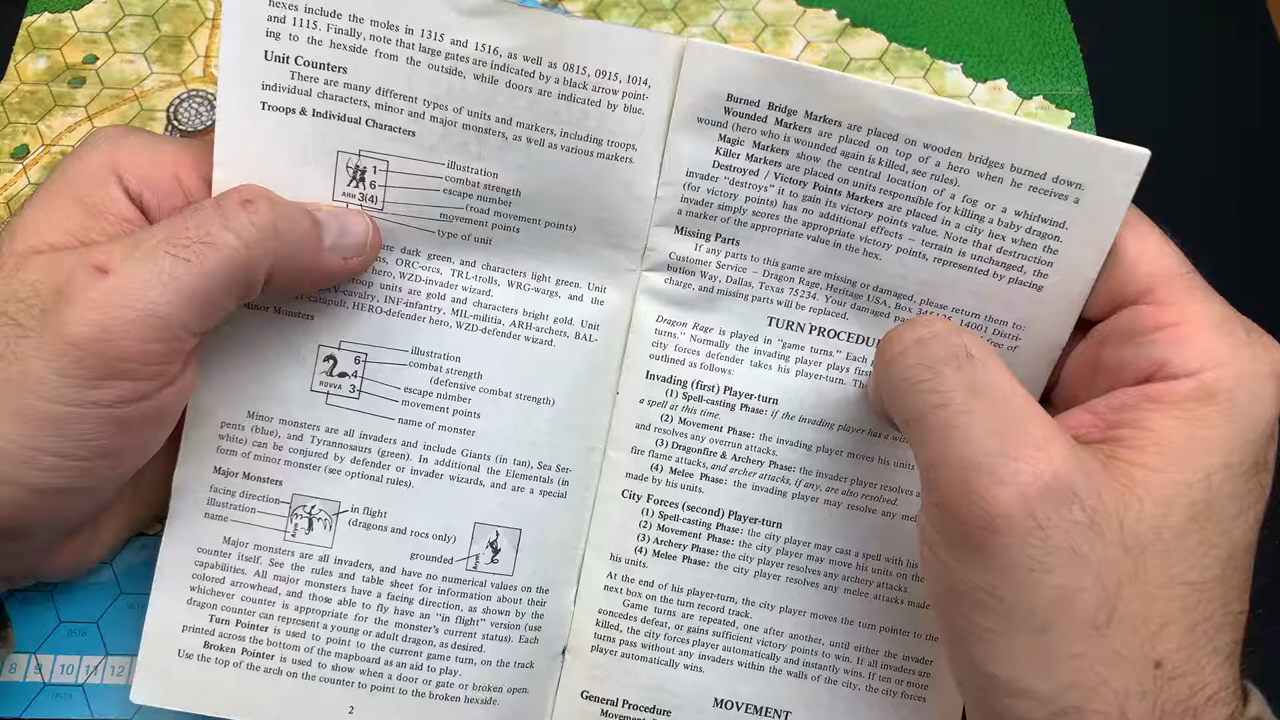 hexes include the moles in 1315 and 1516, as well as 0815, 0915, 1014,
and 1115. Finally, note that large gates are indicated by a black arrow point-
ing to the hexside from the outside, while doors are indicated by blue.
Unit Counters
There are many different types of units and markers, including troops,
individual characters, minor and major monsters, as well as various markers.
Troops & Individual Characters
1
6
ARH 3(4)
illustration
combat strength
escape number
(road movement points)
movement points
type of unit
are dark green, and characters light green. Unit
ORC-orcs, TRL-trolls, WRG-wargs, and the
hero, WZD-invader wizard.
troop units are gold and characters bright gold. Unit
CAV-cavalry, INF-infantry, MIL-militia, ARH-archers, BAL-
catapult, HERO-defender hero, WZD-defender wizard.
Minor Monsters
6
4
ROVVA 3
illustration
combat strength
(defensive combat strength)
escape number
movement points
name of monster
Minor monsters are all invaders and include Giants (in tan), Sea Ser-
pents (blue), and Tyrannosaurs (green). In additional the Elementals (in
white) can be conjured by defender or invader wizards, and are a special
form of minor monster (see optional rules).
Major Monsters
facing direction
illustration
name
in flight
(dragons and rocs only)
grounded
Major monsters are all invaders, and have no numerical values on the
counter itself. See the rules and table sheet for information about their
capabilities. All major monsters have a facing direction, as shown by the
colored arrowhead, and those able to fly have an "in flight" version (use
whichever counter is appropriate for the monster's current status). Each
dragon counter can represent a young or adult dragon, as desired.
Turn Pointer is used to point to the current game turn, on the track
printed across the bottom of the mapboard as an aid to play.
Broken Pointer is used to show when a door or gate or broken open.
Use the top of the arch on the counter to point to the broken hexside.
2
Burned Bridge Markers are placed on wooden bridges burned down.
Wounded Markers are placed on top of a hero when he receives a
wound (hero who is wounded again is killed, see rules).
Magic Markers show the central location of a fog or a whirlwind.
Killer Markers are placed on units responsible for killing a baby dragon.
Destroyed / Victory Points Markers are placed in a city hex when the
invader "destroys" it to gain its victory points value. Note that destruction
(for victory points) has no additional effects – terrain is unchanged, the
invader simply scores the appropriate victory points, represented by placing
a marker of the appropriate value in the hex.
Missing Parts
If any parts to this game are missing or damaged, please return them to:
Customer Service – Dragon Rage, Heritage USA, Box 14001 Distri-
bution Way, Dallas, Texas 75234. Your damaged free of
charge, and missing parts will be replaced.
TURN
Dragon Rage is played in "game turns." Each
turns." Normally the invading player plays first
city forces defender takes his player-turn.
outlined as follows:
Invading (first) Player-turn
(1) Spell-casting Phase: if the invading player has a
a spell at this time.
(2) Movement Phase: the invading player moves his units
and resolves any overrun attacks.
(3) Dragonfire & Archery Phase: the invader player resolves
fire flame attacks, and archer attacks, if any, are also resolved.
(4) Melee Phase: the invading player may resolve any
made by his units.
City Forces (second) Player-turn
(1) Spell-casting Phase: the city player may cast a spell with his
(2) Movement Phase: the city player may move his units on the
(3) Archery Phase: the city player resolves any archery attacks.
(4) Melee Phase: the city player resolves any melee attacks made
his units.
At the end of his player-turn, the city player moves the turn pointer to the
next box on the turn record track.
Game turns are repeated, one after another, until either the invader
concedes defeat, or gains sufficient victory points to win. If all invaders are
killed, the city forces player automatically and instantly wins. If ten or more
turns pass without any invaders within the walls of the city, the city forces
player automatically wins.
MOVEMENT
General Procedure
0518
8 9 10 11 12
0519